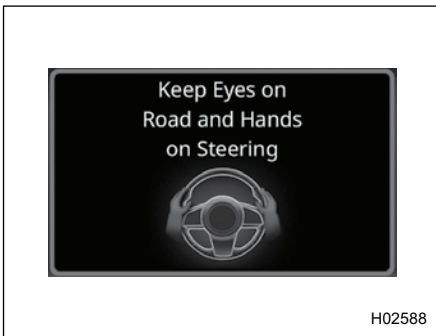 Keep Eyes on
Road and Hands
on Steering
H02588